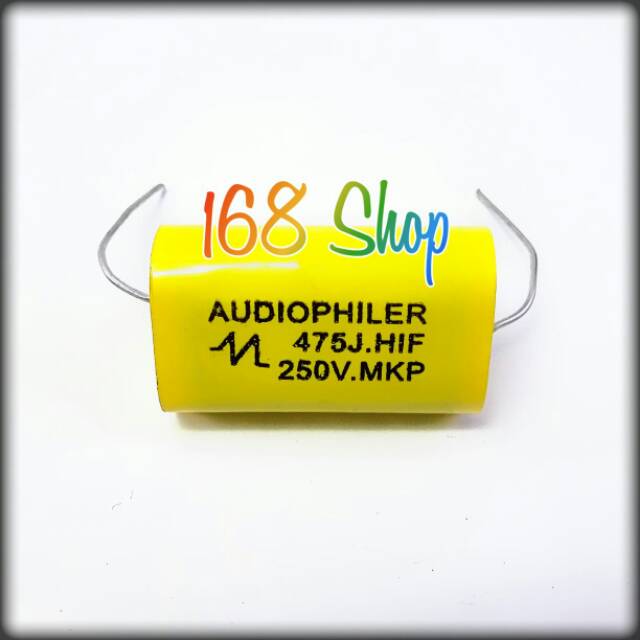 168 Shop
AUDIOPHILER
475J.HIF
250V.MKP